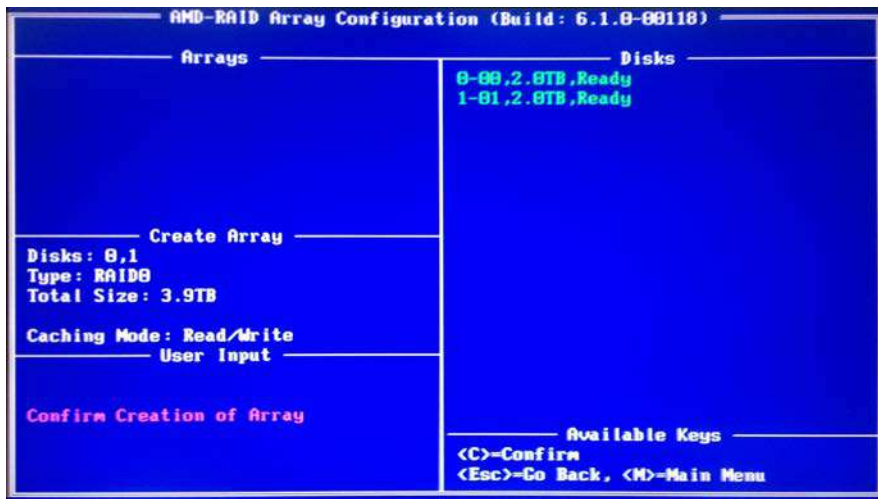 AMD-RAID Array Configuration (Build: 6.1.0-00118)
Arrays
Disks
0-00,2.0TB,Ready
1-01,2.0TB,Ready
Create Array
Disks: 0,1
Type: RAID0
Total Size: 3.9TB
Caching Mode: Read/Write
User Input
Confirm Creation of Array
Available Keys
<C>=Confirm
<Esc>=Go Back, <M>=Main Menu